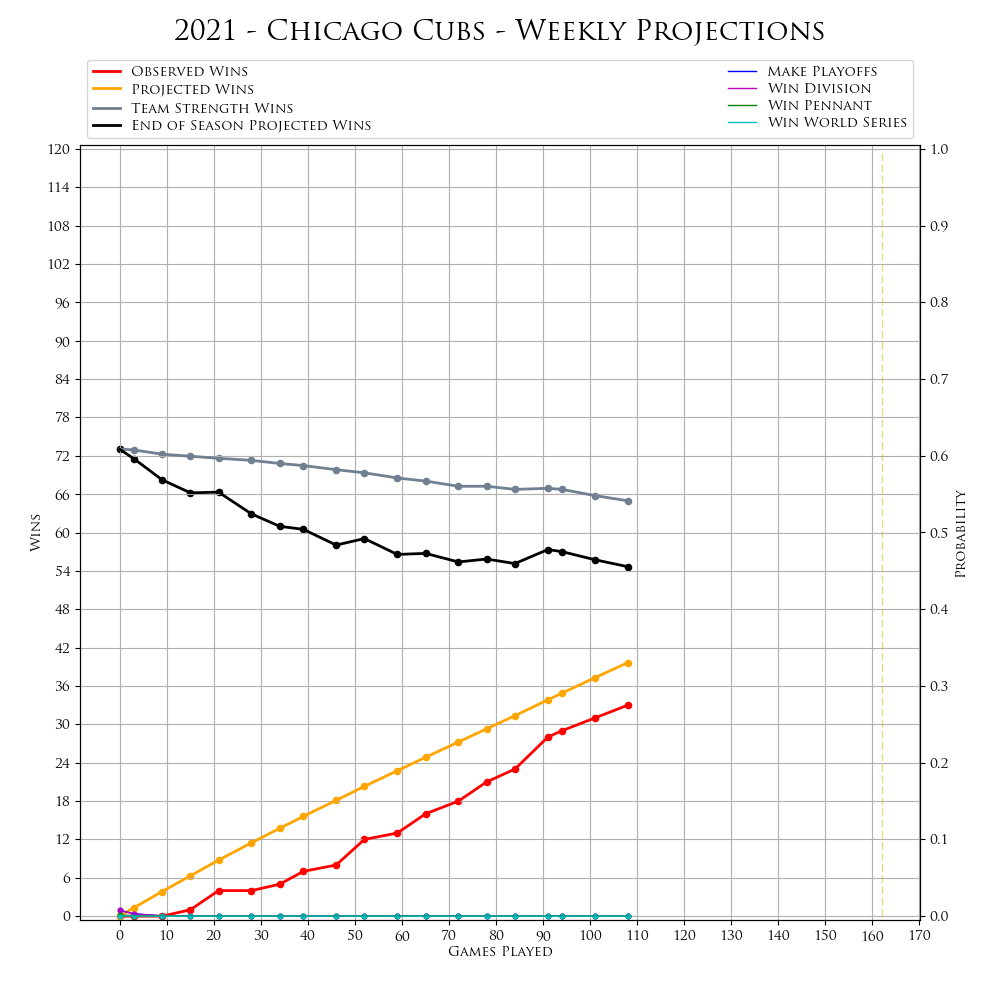 2021 - Chicago Cubs - Weekly Projections
Observed Wins
Projected Wins
Team Strength Wins
End of Season Projected Wins
Make Playoffs
Win Division
Win Pennant
Win World Series
120
114
108
102
96
90
84
78
72
66
60
54
48
42
36
30
24
18
12
6
0
Wins
1.0
0.9
0.8
0.7
0.6
0.5
0.4
0.3
0.2
0.1
0.0
Probability
0 10 20 30 40 50 60 70 80 90 100 110 120 130 140 150 160 170
Games Played